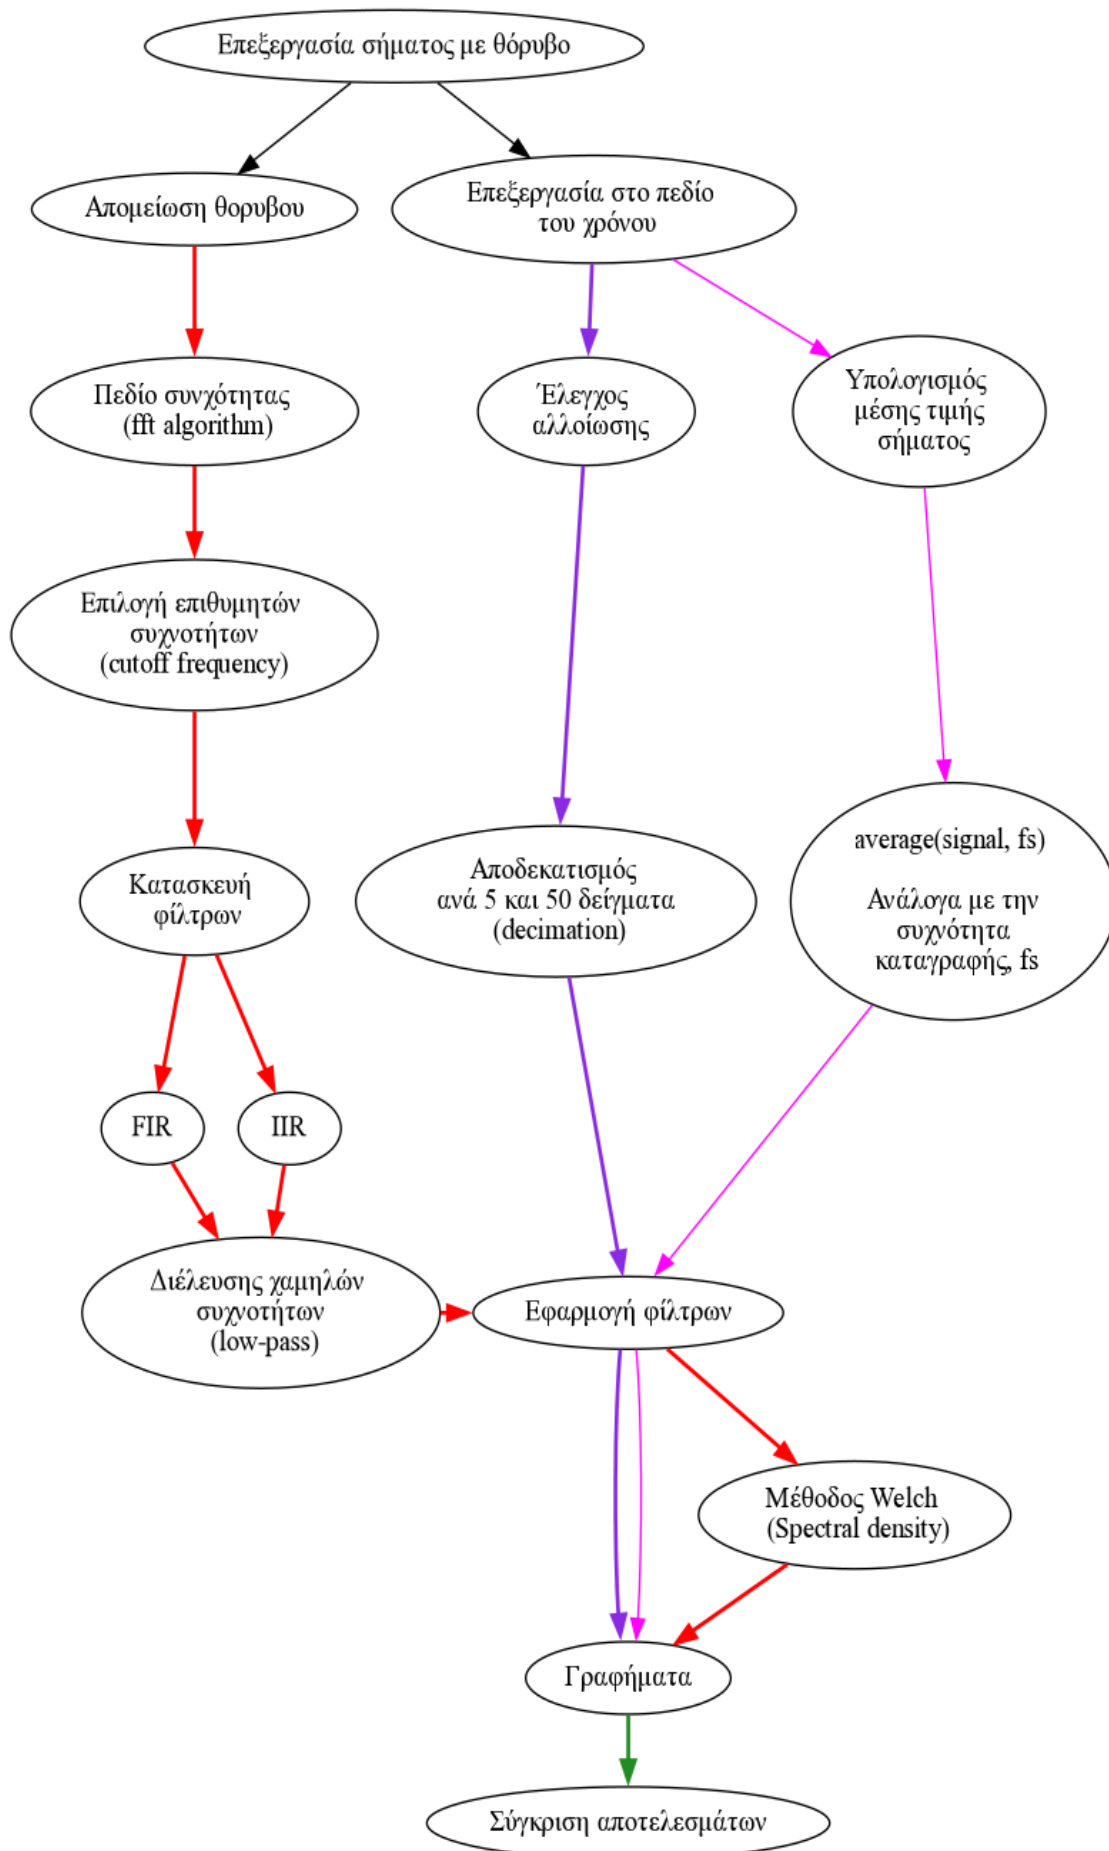 Επεξεργασία σήματος με θόρυβο
Απομείωση θορυβου
Επεξεργασία στο πεδίο
του χρόνου
Πεδίο συνχότητας
(fft algorithm)
Έλεγχος
αλλοίωσης
Υπολογισμός
μέσης τιμής
σήματος
Επιλογή επιθυμητών
συχνοτήτων
(cutoff frequency)
Κατασκευή
φίλτρων
Αποδεκατισμός
ανά 5 και 50 δείγματα
(decimation)
average(signal, fs)
Ανάλογα με την
συχνότητα
καταγραφής, fs
FIR
IIR
Διέλευσης χαμηλών
συχνοτήτων
(low-pass)
Εφαρμογή φίλτρων
Μέθοδος Welch
(Spectral density)
Γραφήματα
Σύγκριση αποτελεσμάτων